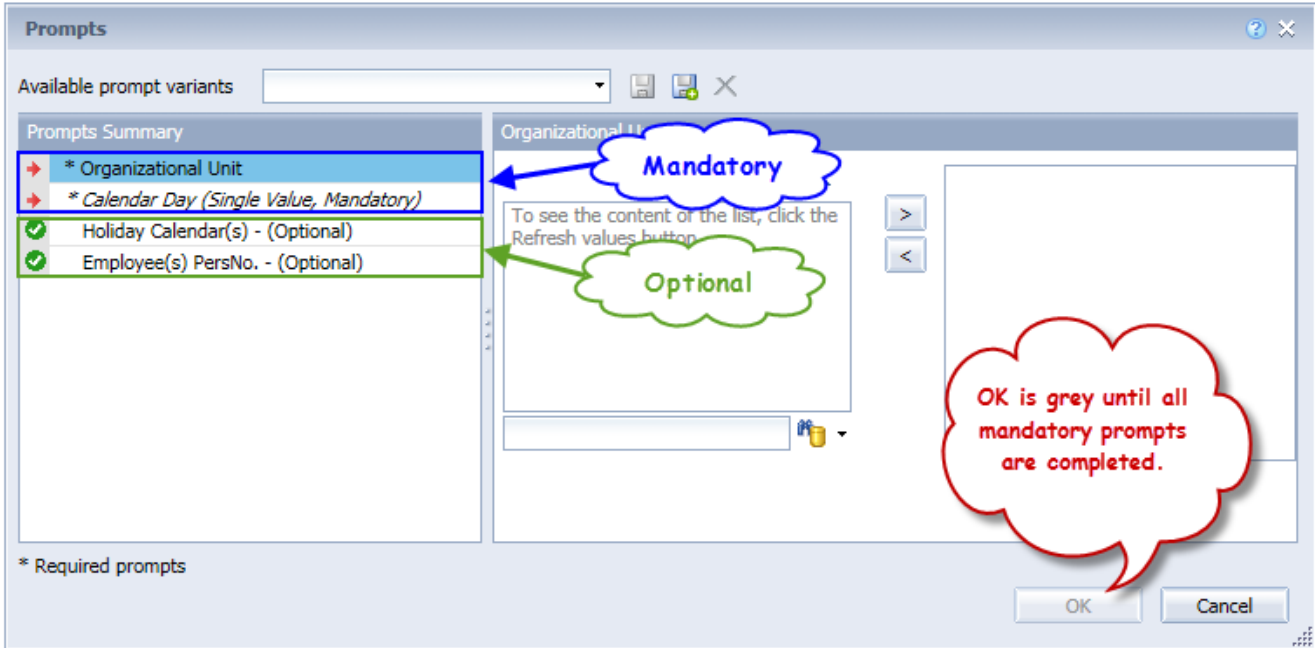 Prompts
Available prompt variants
Prompts Summary
* Organizational Unit
* Calendar Day (Single Value, Mandatory)
Holiday Calendar(s) - (Optional)
Employee(s) PersNo. - (Optional)
Organizational
Mandatory
To see the content of the list, click the
Refresh values button
Optional
>
<
OK is grey until all
mandatory prompts
are completed.
* Required prompts
OK
Cancel